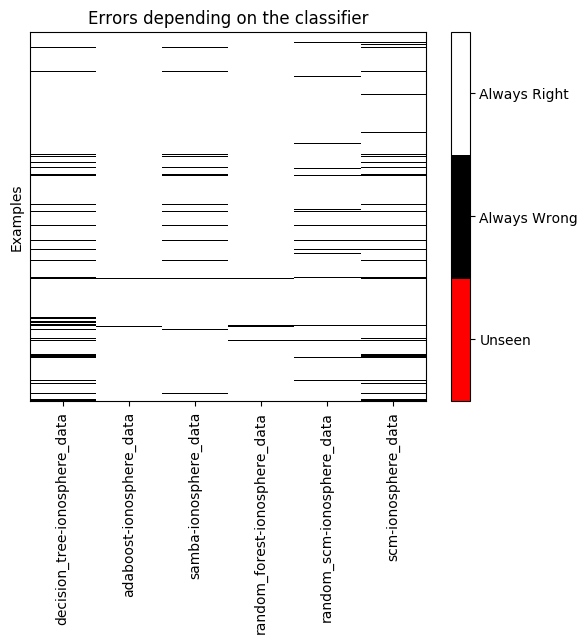 Errors depending on the classifier
Examples
Always Right
Always Wrong
Unseen
decision_tree-ionosphere_data
adaboost-ionosphere_data
samba-ionosphere_data
random_forest-ionosphere_data
random_scm-ionosphere_data
scm-ionosphere_data